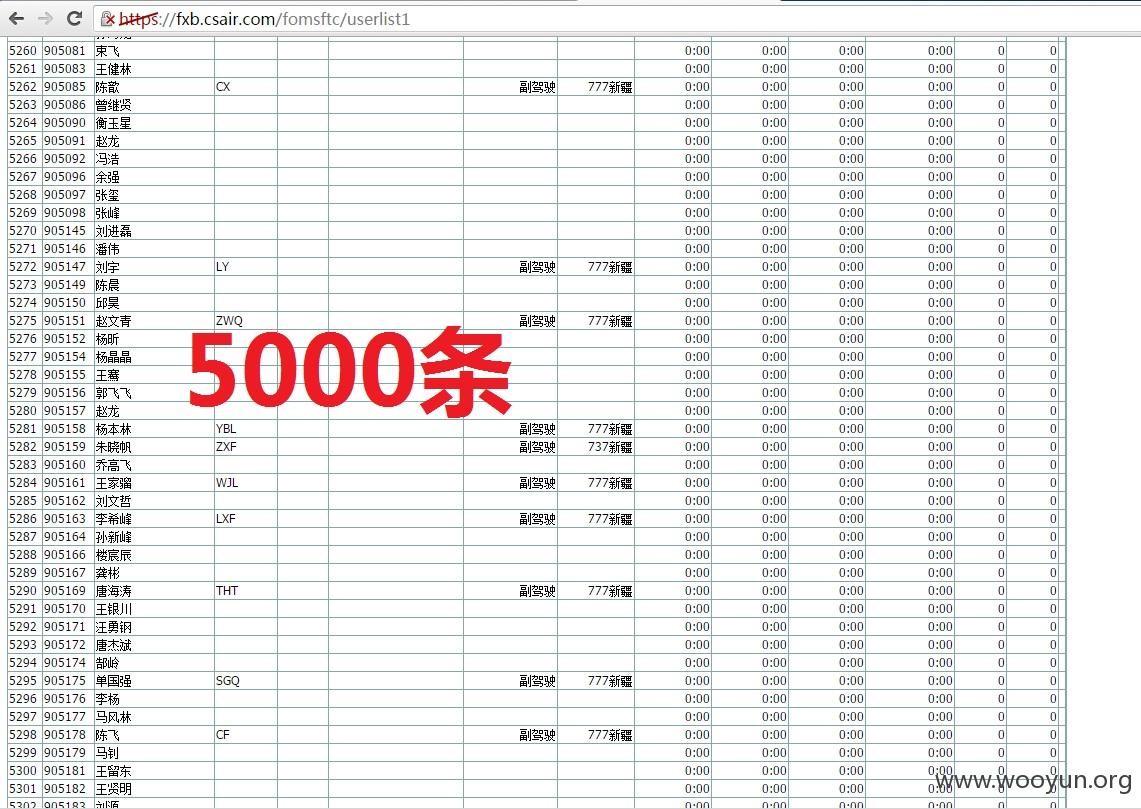 https://fxb.csair.com/fomsftc/userlist1
5260 905081 束飞 0:00 0:00 0:00 0:00 0 0
5261 905083 王健林 0:00 0:00 0:00 0:00 0 0
5262 905085 陈歆 CX 副驾驶 777新疆 0:00 0:00 0:00 0:00 0 0
5263 905086 曾继贤 0:00 0:00 0:00 0:00 0 0
5264 905090 衡玉星 0:00 0:00 0:00 0:00 0 0
5265 905091 赵龙 0:00 0:00 0:00 0:00 0 0
5266 905092 冯浩 0:00 0:00 0:00 0:00 0 0
5267 905096 余强 0:00 0:00 0:00 0:00 0 0
5268 905097 张玺 0:00 0:00 0:00 0:00 0 0
5269 905098 张峰 0:00 0:00 0:00 0:00 0 0
5270 905145 刘进磊 0:00 0:00 0:00 0:00 0 0
5271 905146 潘伟 0:00 0:00 0:00 0:00 0 0
5272 905147 刘宇 LY 副驾驶 777新疆 0:00 0:00 0:00 0:00 0 0
5273 905149 陈晨 0:00 0:00 0:00 0:00 0 0
5274 905150 邱昊 0:00 0:00 0:00 0:00 0 0
5275 905151 赵文青 ZWQ 副驾驶 777新疆 0:00 0:00 0:00 0:00 0 0
5276 905152 杨昕 0:00 0:00 0:00 0:00 0 0
5277 905154 杨晶晶 0:00 0:00 0:00 0:00 0 0
5000条
5278 905155 王骞 0:00 0:00 0:00 0:00 0 0
5279 905156 郭飞飞 0:00 0:00 0:00 0:00 0 0
5280 905157 赵龙 0:00 0:00 0:00 0:00 0 0
5281 905158 杨本林 YBL 副驾驶 777新疆 0:00 0:00 0:00 0:00 0 0
5282 905159 朱晓帆 ZXF 副驾驶 737新疆 0:00 0:00 0:00 0:00 0 0
5283 905160 乔高飞 0:00 0:00 0:00 0:00 0 0
5284 905161 王家骝 WJL 副驾驶 777新疆 0:00 0:00 0:00 0:00 0 0
5285 905162 刘文哲 0:00 0:00 0:00 0:00 0 0
5286 905163 李希峰 LXF 副驾驶 777新疆 0:00 0:00 0:00 0:00 0 0
5287 905164 孙新峰 0:00 0:00 0:00 0:00 0 0
5288 905166 楼宸辰 0:00 0:00 0:00 0:00 0 0
5289 905167 龚彬 0:00 0:00 0:00 0:00 0 0
5290 905169 唐海涛 THT 副驾驶 777新疆 0:00 0:00 0:00 0:00 0 0
5291 905170 王银川 0:00 0:00 0:00 0:00 0 0
5292 905171 汪勇钢 0:00 0:00 0:00 0:00 0 0
5293 905172 唐杰斌 0:00 0:00 0:00 0:00 0 0
5294 905174 郜岭 0:00 0:00 0:00 0:00 0 0
5295 905175 单国强 SGQ 副驾驶 777新疆 0:00 0:00 0:00 0:00 0 0
5296 905176 李杨 0:00 0:00 0:00 0:00 0 0
5297 905177 马风林 0:00 0:00 0:00 0:00 0 0
5298 905178 陈飞 CF 副驾驶 777新疆 0:00 0:00 0:00 0:00 0 0
5299 905179 马钊 0:00 0:00 0:00 0:00 0 0
5300 905181 王留东 0:00 0:00 0:00 0:00 0 0
5301 905182 王贤明 0:00 0:00 0:00 0:00 0 0
www.wooyun.org
5302 905183 刘源 0:00 0:00 0:00 0:00 0 0